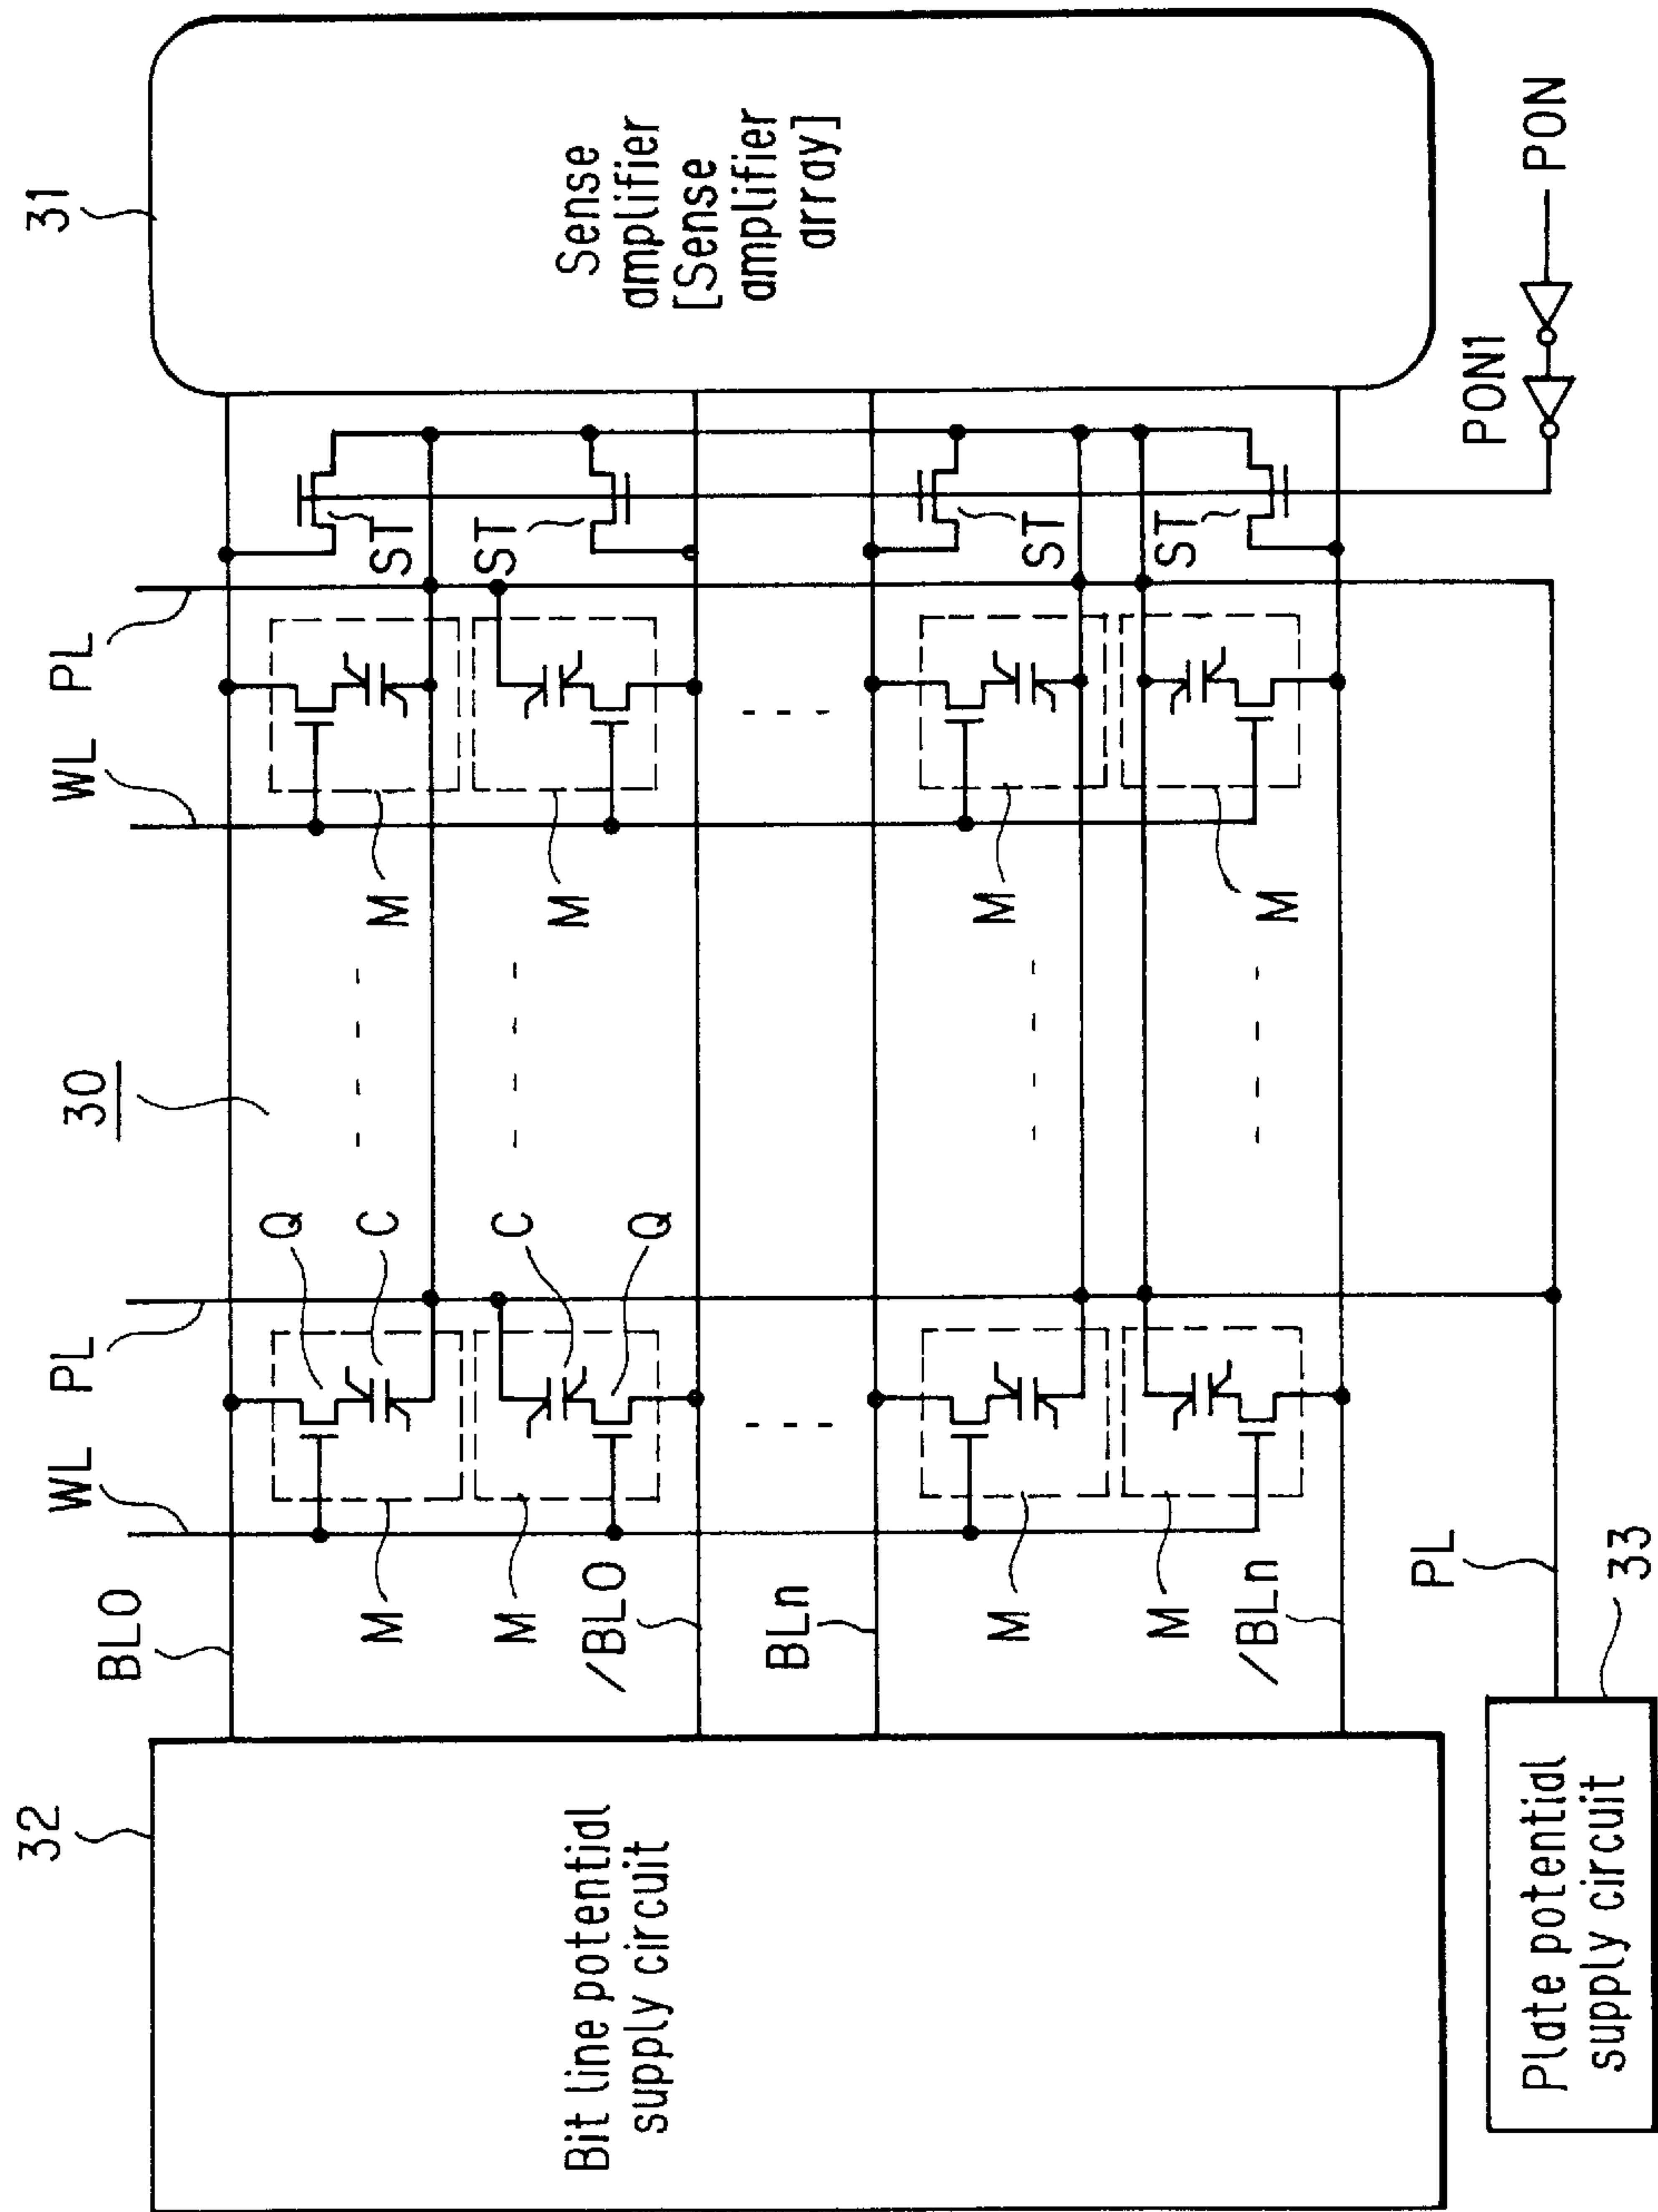 32
31
WL
PL
30
WL
PL
BL0
Q
M
C
M
ST
M
C
M
ST
/BL0
Q
Bit line potential
supply circuit
Sense
amplifier
[Sense
amplifier
array]
BLn
M
M
ST
M
M
ST
/BLn
PL
PON1
PON
33
Plate potential
supply circuit